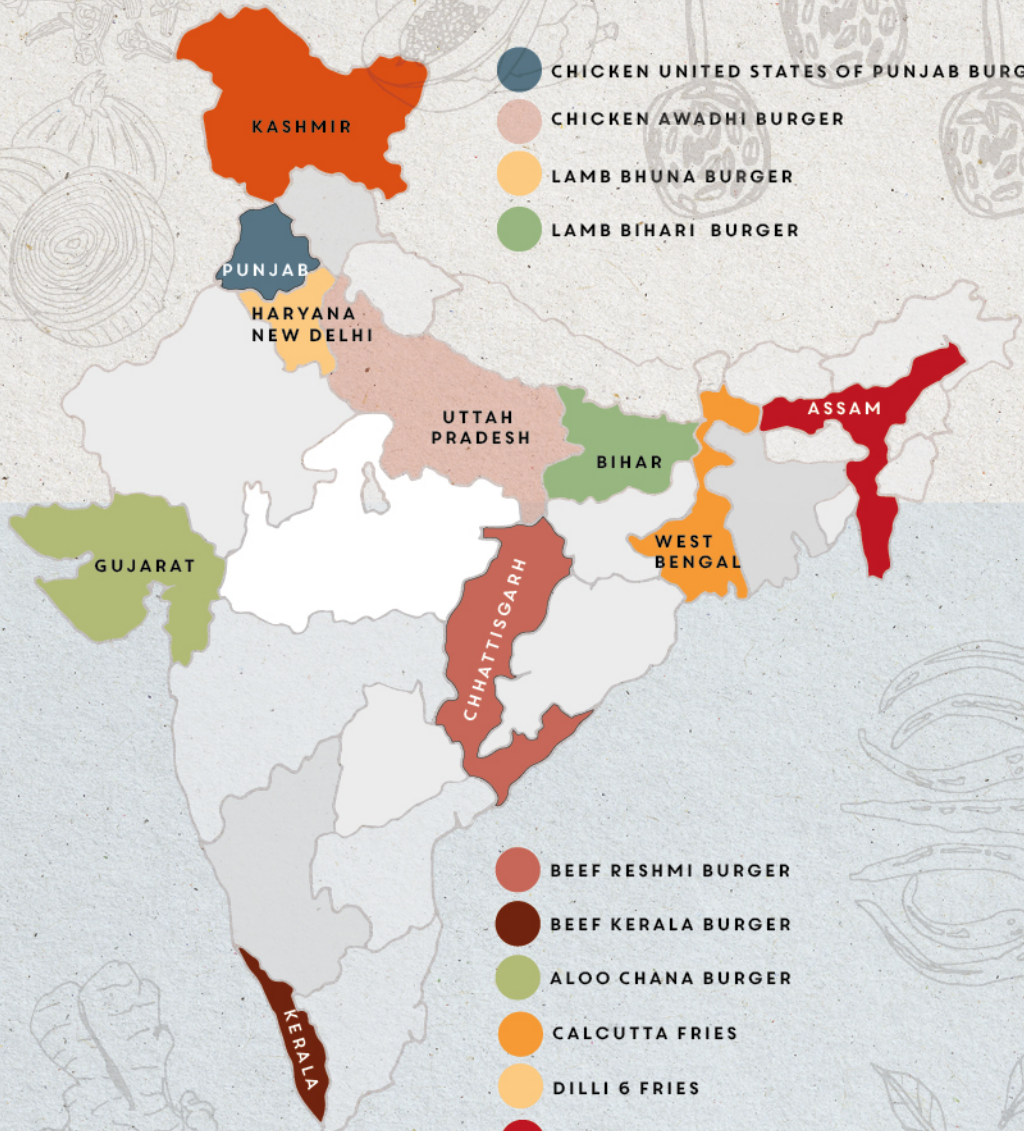 CHICKEN UNITED STATES OF PUNJAB BURG
CHICKEN AWADHI BURGER
LAMB BHUNA BURGER
LAMB BIHARI BURGER
KASHMIR
PUNJAB
HARYANA
NEW DELHI
UTTAH
PRADESH
BIHAR
ASSAM
WEST
BENGAL
GUJARAT
CHHATTISGARH
KERALA
BEEF RESHMI BURGER
BEEF KERALA BURGER
ALOO CHANA BURGER
CALCUTTA FRIES
DILLI 6 FRIES